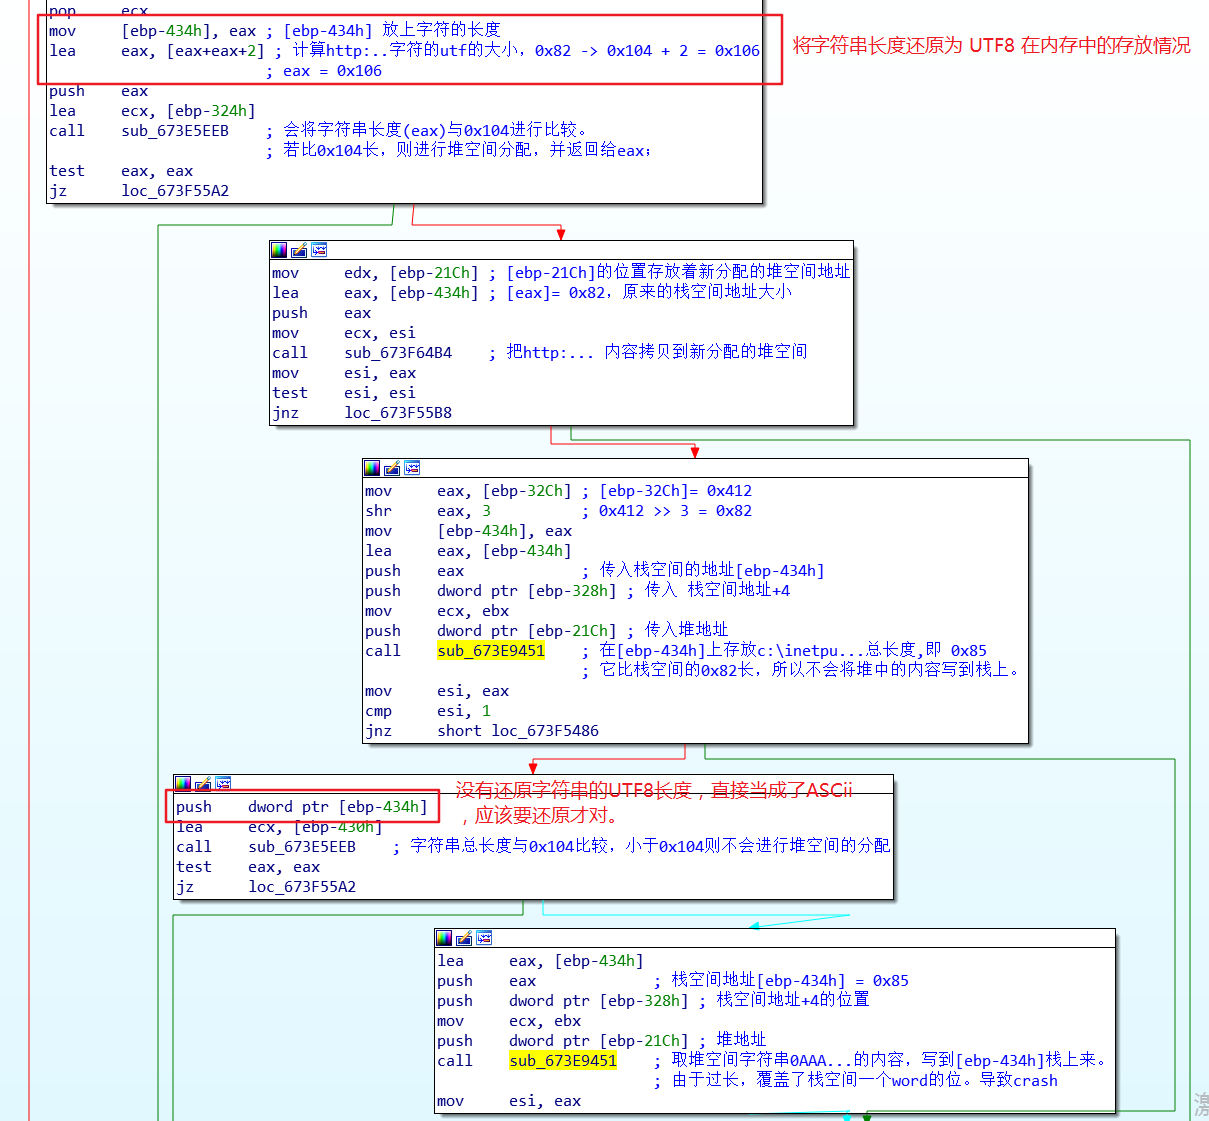 pop ecx
mov [ebp-434h], eax ; [ebp-434h] 放上字符的长度
lea eax, [eax+eax+2] ; 计算http:..字符的utf的大小，0x82 -> 0x104 + 2 = 0x106
; eax = 0x106
将字符串长度还原为 UTF8 在内存中的存放情况
push eax
lea ecx, [ebp-324h]
call sub_673E5EEB ; 会将字符串长度(eax)与0x104进行比较。
; 若比0x104长，则进行堆空间分配，并返回给eax；
test eax, eax
jz loc_673F55A2
mov edx, [ebp-21Ch] ; [ebp-21Ch]的位置存放着新分配的堆空间地址
lea eax, [ebp-434h] ; [eax]= 0x82，原来的栈空间地址大小
push eax
mov ecx, esi
call sub_673F64B4 ; 把http:... 内容拷贝到新分配的堆空间
mov esi, eax
test esi, esi
jnz loc_673F55B8
mov eax, [ebp-32Ch] ; [ebp-32Ch]= 0x412
shr eax, 3 ; 0x412 >> 3 = 0x82
mov [ebp-434h], eax
lea eax, [ebp-434h]
push eax ; 传入栈空间的地址[ebp-434h]
push dword ptr [ebp-328h] ; 传入 栈空间地址+4
mov ecx, ebx
push dword ptr [ebp-21Ch] ; 传入堆地址
call sub_673E9451 ; 在[ebp-434h]上存放c:\inetpu...总长度,即 0x85
; 它比栈空间的0x82长，所以不会将堆中的内容写到栈上。
mov esi, eax
cmp esi, 1
jnz short loc_673F5486
没有还原字符串的UTF8长度，直接当成了ASCii
，应该要还原才对。
push dword ptr [ebp-434h]
lea ecx, [ebp-430h]
call sub_673E5EEB ; 字符串总长度与0x104比较，小于0x104则不会进行堆空间的分配
test eax, eax
jz loc_673F55A2
lea eax, [ebp-434h]
push eax ; 栈空间地址[ebp-434h] = 0x85
push dword ptr [ebp-328h] ; 栈空间地址+4的位置
mov ecx, ebx
push dword ptr [ebp-21Ch] ; 堆地址
call sub_673E9451 ; 取堆空间字符串0AAA...的内容，写到[ebp-434h]栈上来。
; 由于过长，覆盖了栈空间一个word的位。导致crash
mov esi, eax